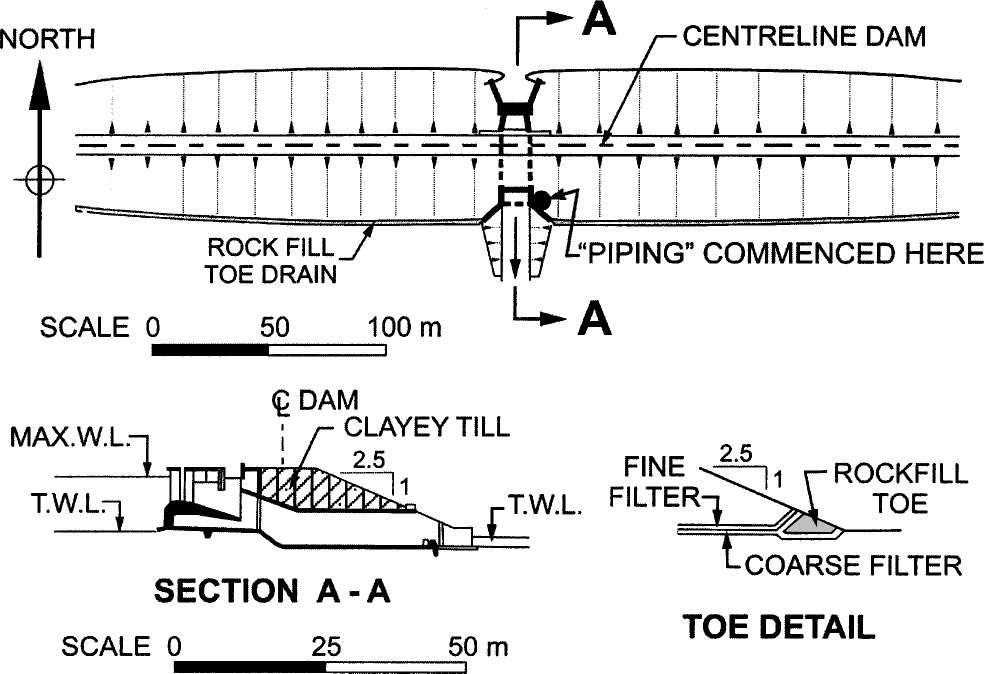 A
NORTH
CENTRELINE DAM
ROCK FILL
TOE DRAIN
"PIPING" COMMENCED HERE
A
SCALE 0 50 100 m
℄ DAM
CLAYEY TILL
MAX.W.L.
2.5
1
T.W.L.
T.W.L.
SECTION A - A
SCALE 0 25 50 m
2.5
1
FINE
FILTER
ROCKFILL
TOE
COARSE FILTER
TOE DETAIL